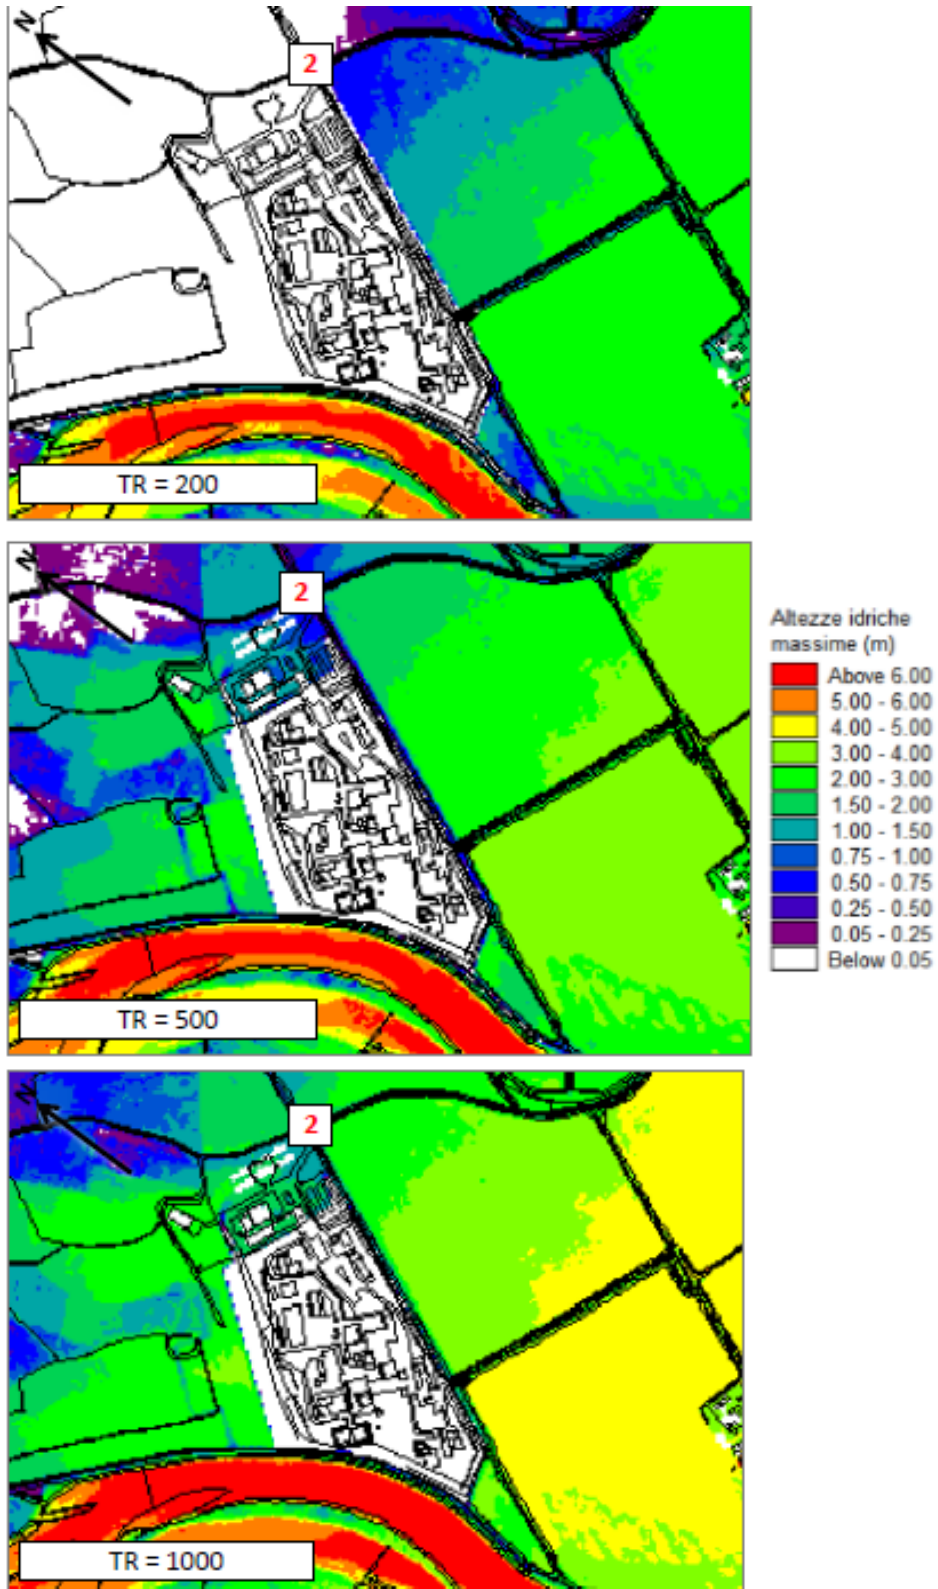 N
2
TR = 200
N
2
TR = 500
Altezze idriche
massime (m)
Above 6.00
5.00 - 6.00
4.00 - 5.00
3.00 - 4.00
2.00 - 3.00
1.50 - 2.00
1.00 - 1.50
0.75 - 1.00
0.50 - 0.75
0.25 - 0.50
0.05 - 0.25
Below 0.05
N
2
TR = 1000